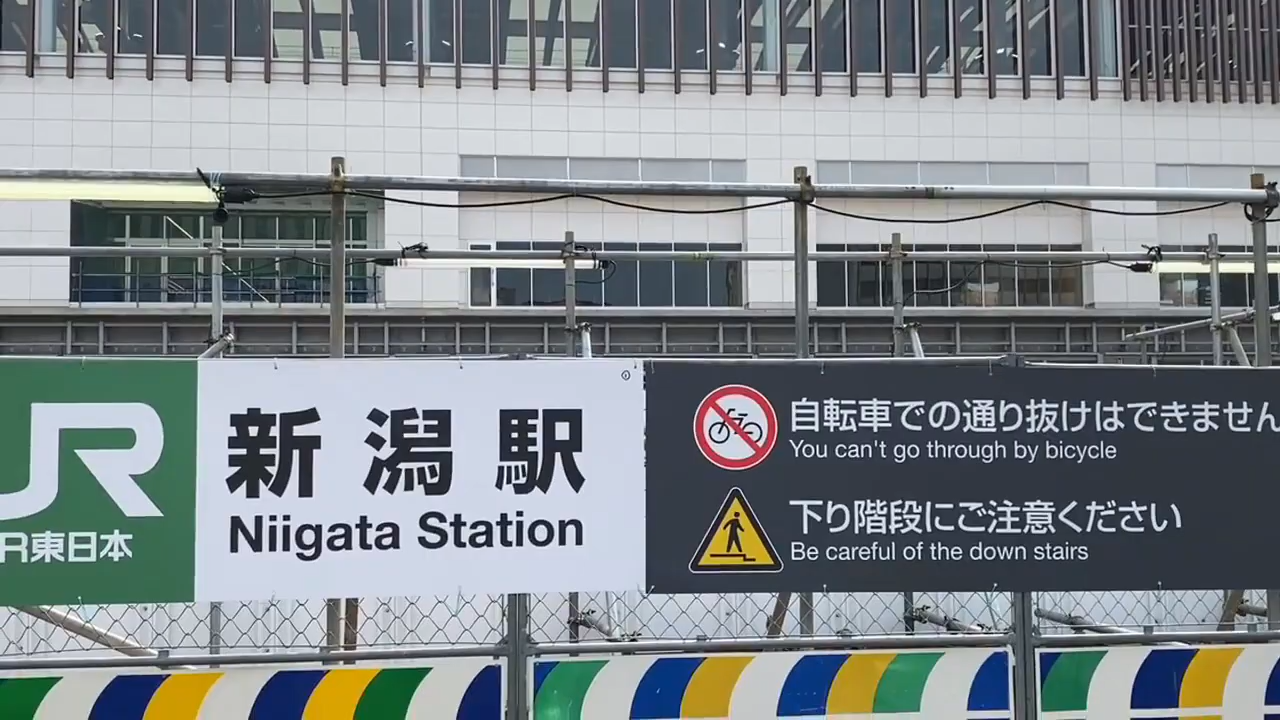 JR
R東日本
新潟駅
Niigata Station
自転車での通り抜けはできません
You can't go through by bicycle
下り階段にご注意ください
Be careful of the down stairs